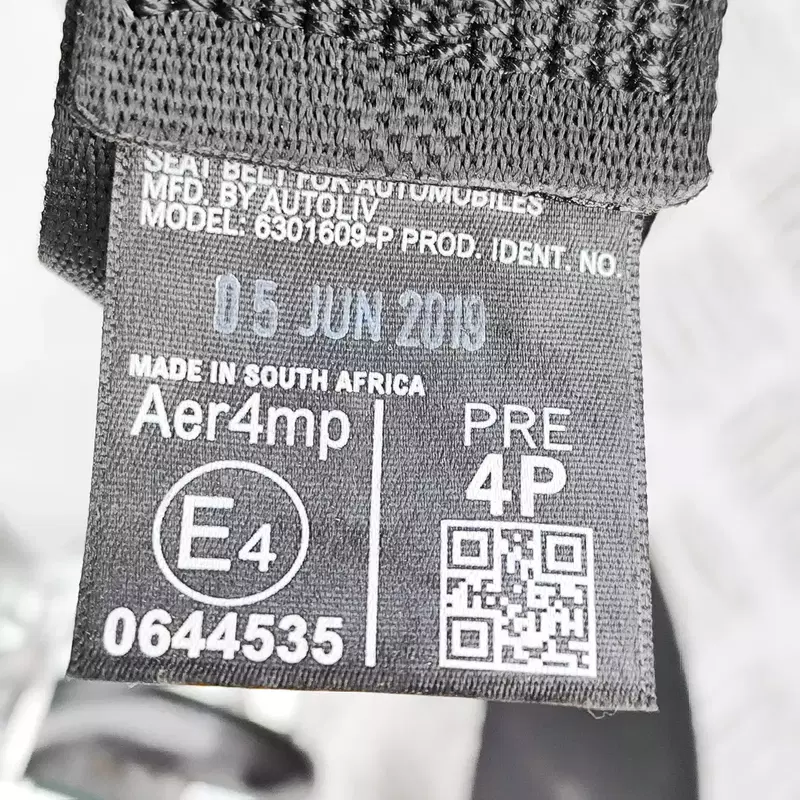 SEAT BELT FOR AUTOMOBILES
MFD. BY AUTOLIV
MODEL: 6301609-P PROD. IDENT. NO.
05 JUN 2019
MADE IN SOUTH AFRICA
Aer4mp
E4
0644535
PRE
4P